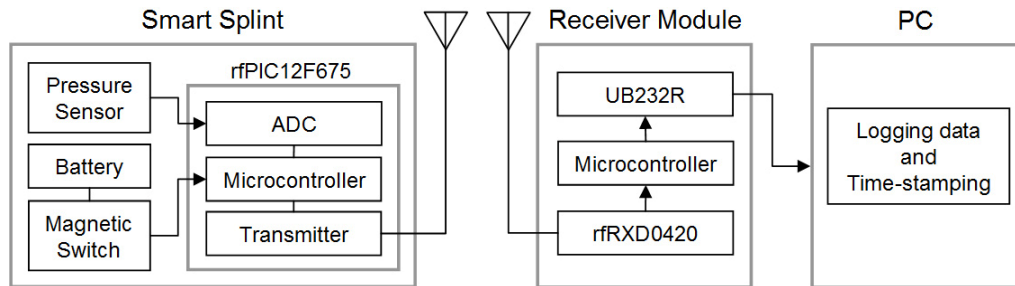 Smart Splint
rfPIC12F675
Pressure
Sensor
ADC
Battery
Microcontroller
Magnetic
Switch
Transmitter
Receiver Module
UB232R
Microcontroller
rfRXD0420
PC
Logging data
and
Time-stamping